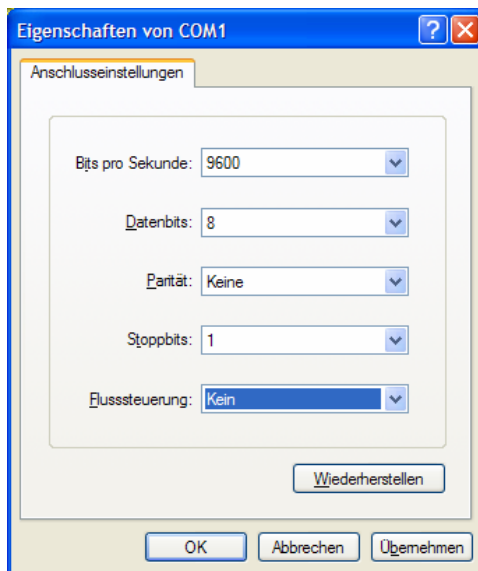 Eigenschaften von COM1
Anschlusseinstellungen
Bits pro Sekunde: 9600
Datenbits: 8
Parität: Keine
Stoppbits: 1
Flusssteuerung: Kein
Wiederherstellen
OK Abbrechen Übernehmen